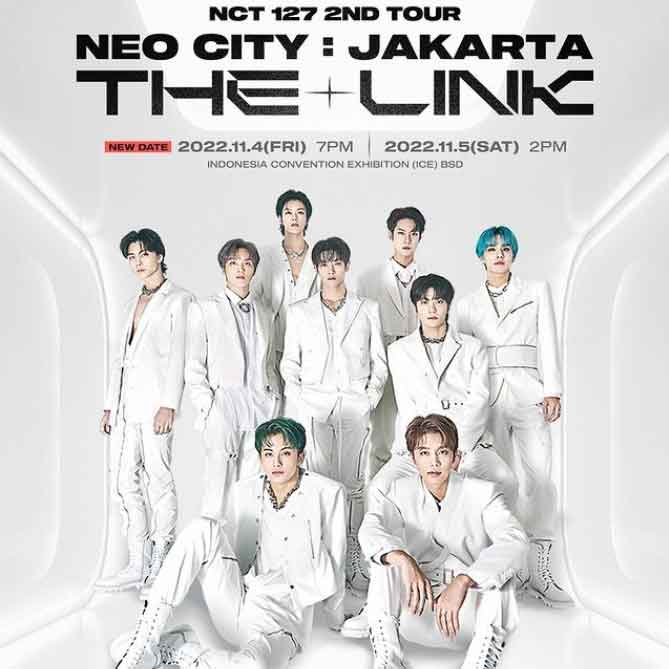 NCT 127 2ND TOUR
NEO CITY : JAKARTA
THE + LINK
NEW DATE 2022.11.4(FRI) 7PM | 2022.11.5(SAT) 2PM
INDONESIA CONVENTION EXHIBITION (ICE) BSD